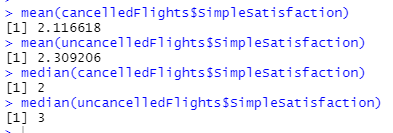 > mean(cancelledFlights$SimpleSatisfaction)
[1] 2.116618
> mean(uncancelledFlights$SimpleSatisfaction)
[1] 2.309206
> median(cancelledFlights$SimpleSatisfaction)
[1] 2
> median(uncancelledFlights$SimpleSatisfaction)
[1] 3
>